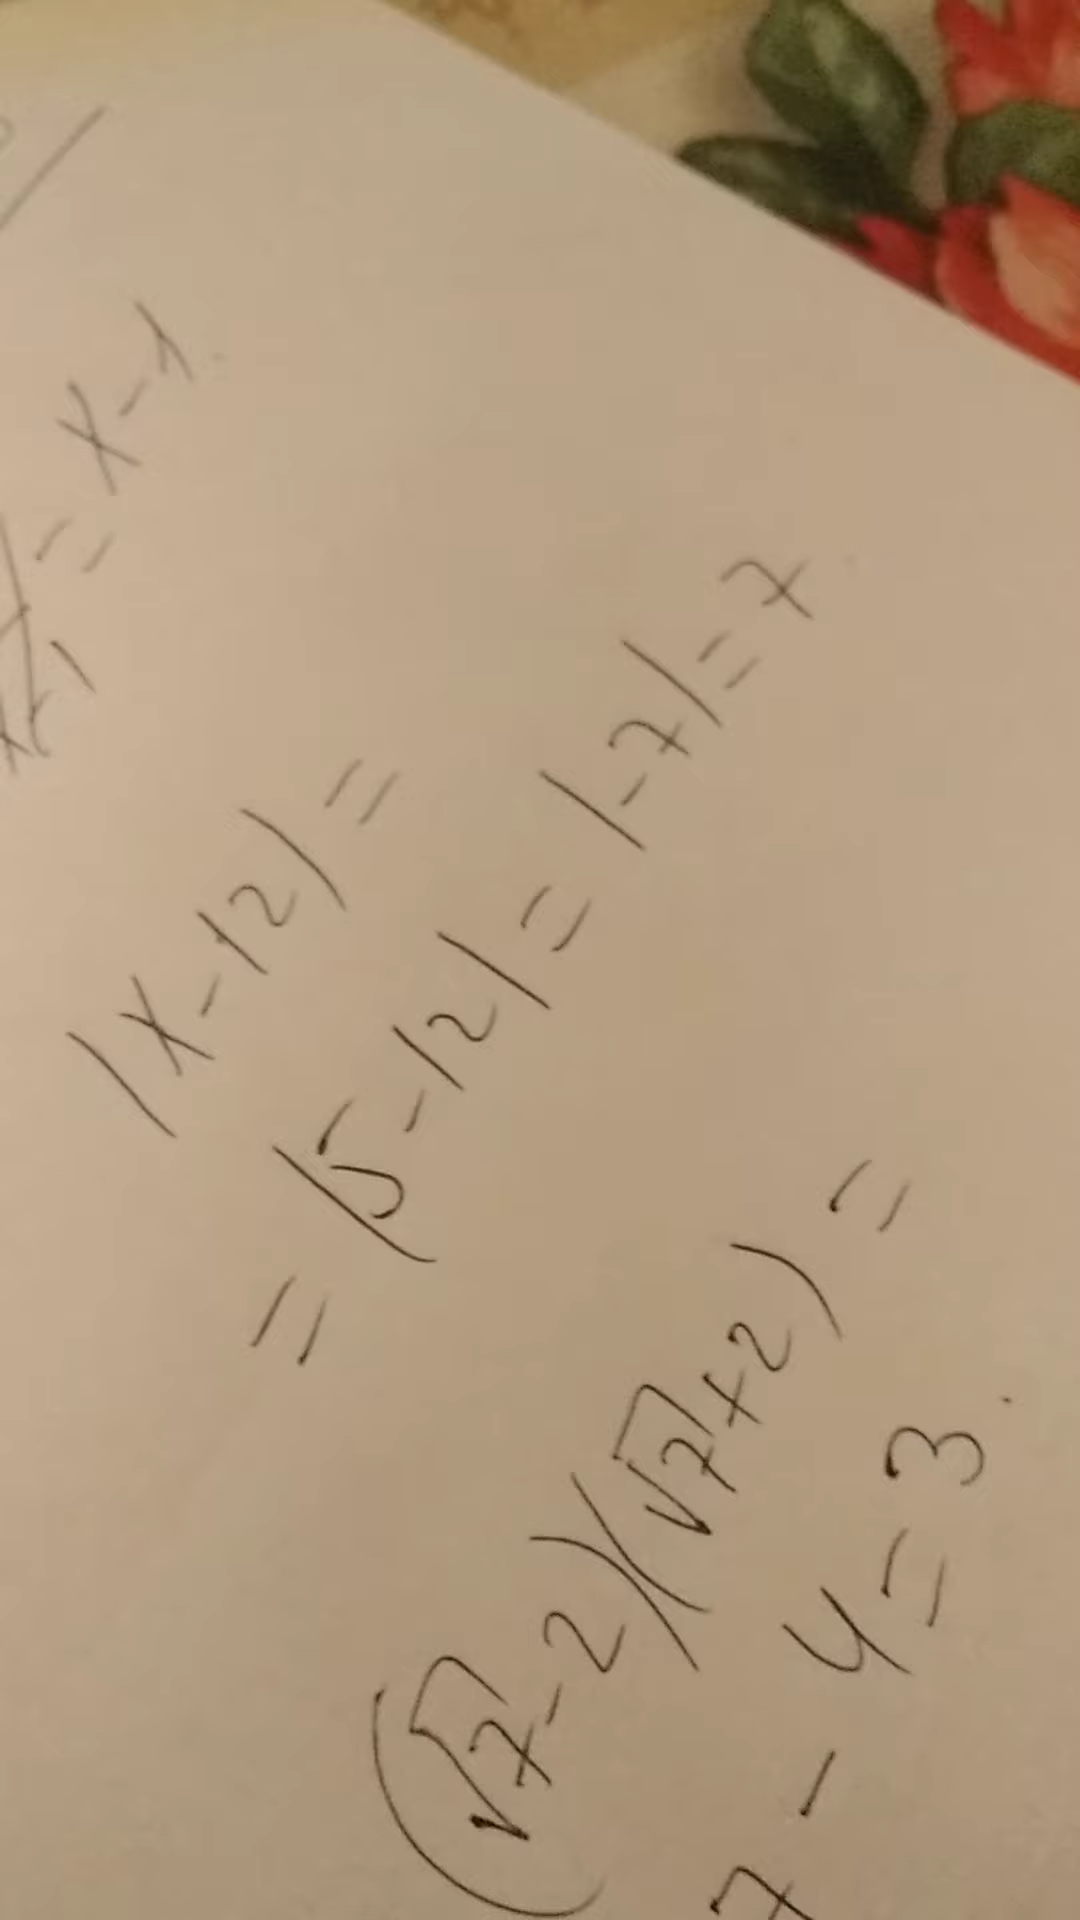 = x - 1
|x - 12| =
= |5 - 12| = |-7| = 7
(√7 - 2)(√7 + 2) =
7 - 4 = 3.